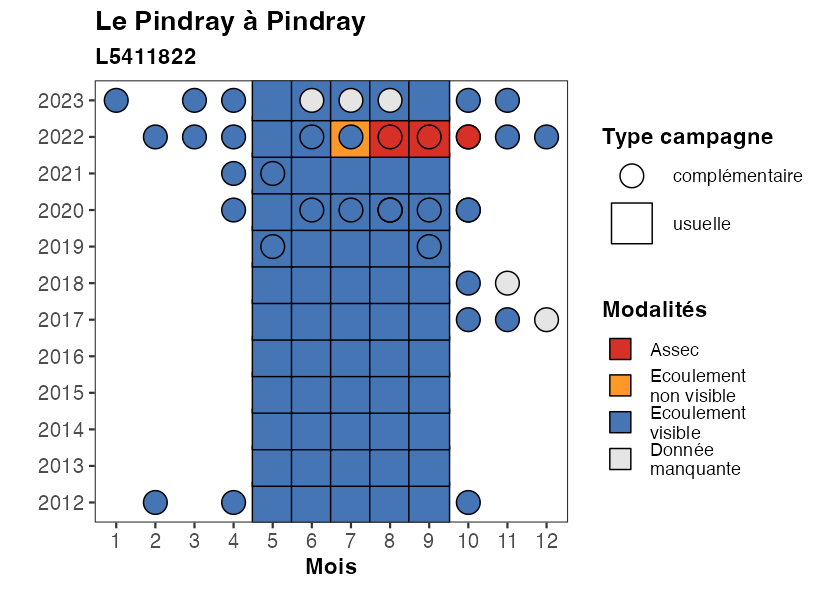 Le Pindray à Pindray
L5411822
2023
2022
2021
2020
2019
2018
2017
2016
2015
2014
2013
2012
1 2 3 4 5 6 7 8 9 10 11 12
Mois
Type campagne
complémentaire
usuelle
Modalités
Assec
Ecoulement
non visible
Ecoulement
visible
Donnée
manquante